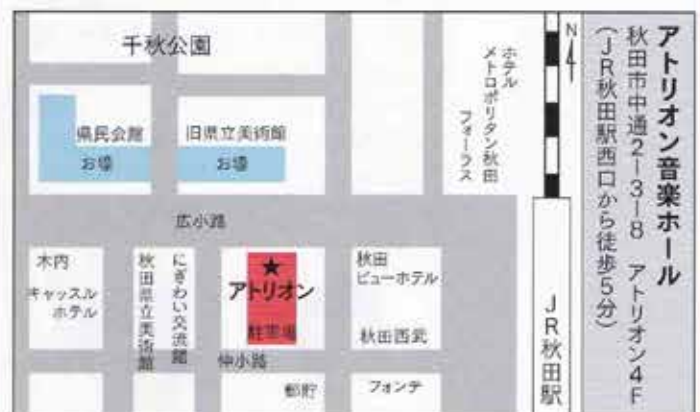 アトリオン音楽ホール
秋田市中通2-3-8 アトリオン4F
(JR秋田駅西口から徒歩5分)
N
千秋公園
ホテル
メトロポリタン秋田
フォーラス
県民会館
お堀
旧県立美術館
お堀
広小路
木内
キャッスル
ホテル
秋田県立美術館
にぎわい交流館
★
アトリオン
駐車場
秋田
ビューホテル
秋田西武
JR秋田駅
仲小路
郵貯
フォンテ